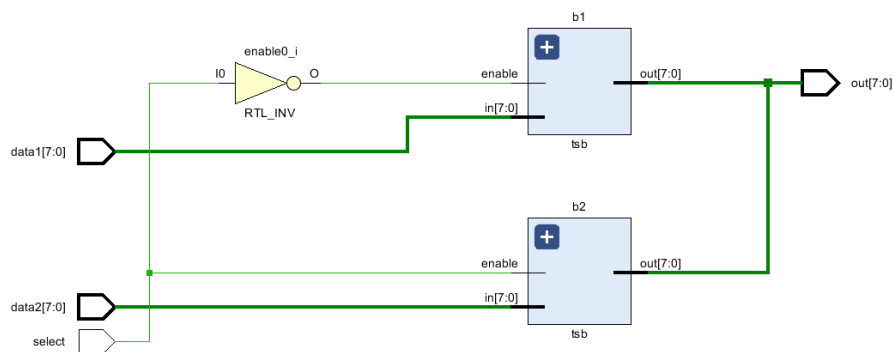 b1
enable0_i
I0
O
enable
out[7:0]
out[7:0]
RTL_INV
in[7:0]
data1[7:0]
tsb
b2
enable
out[7:0]
in[7:0]
data2[7:0]
tsb
select